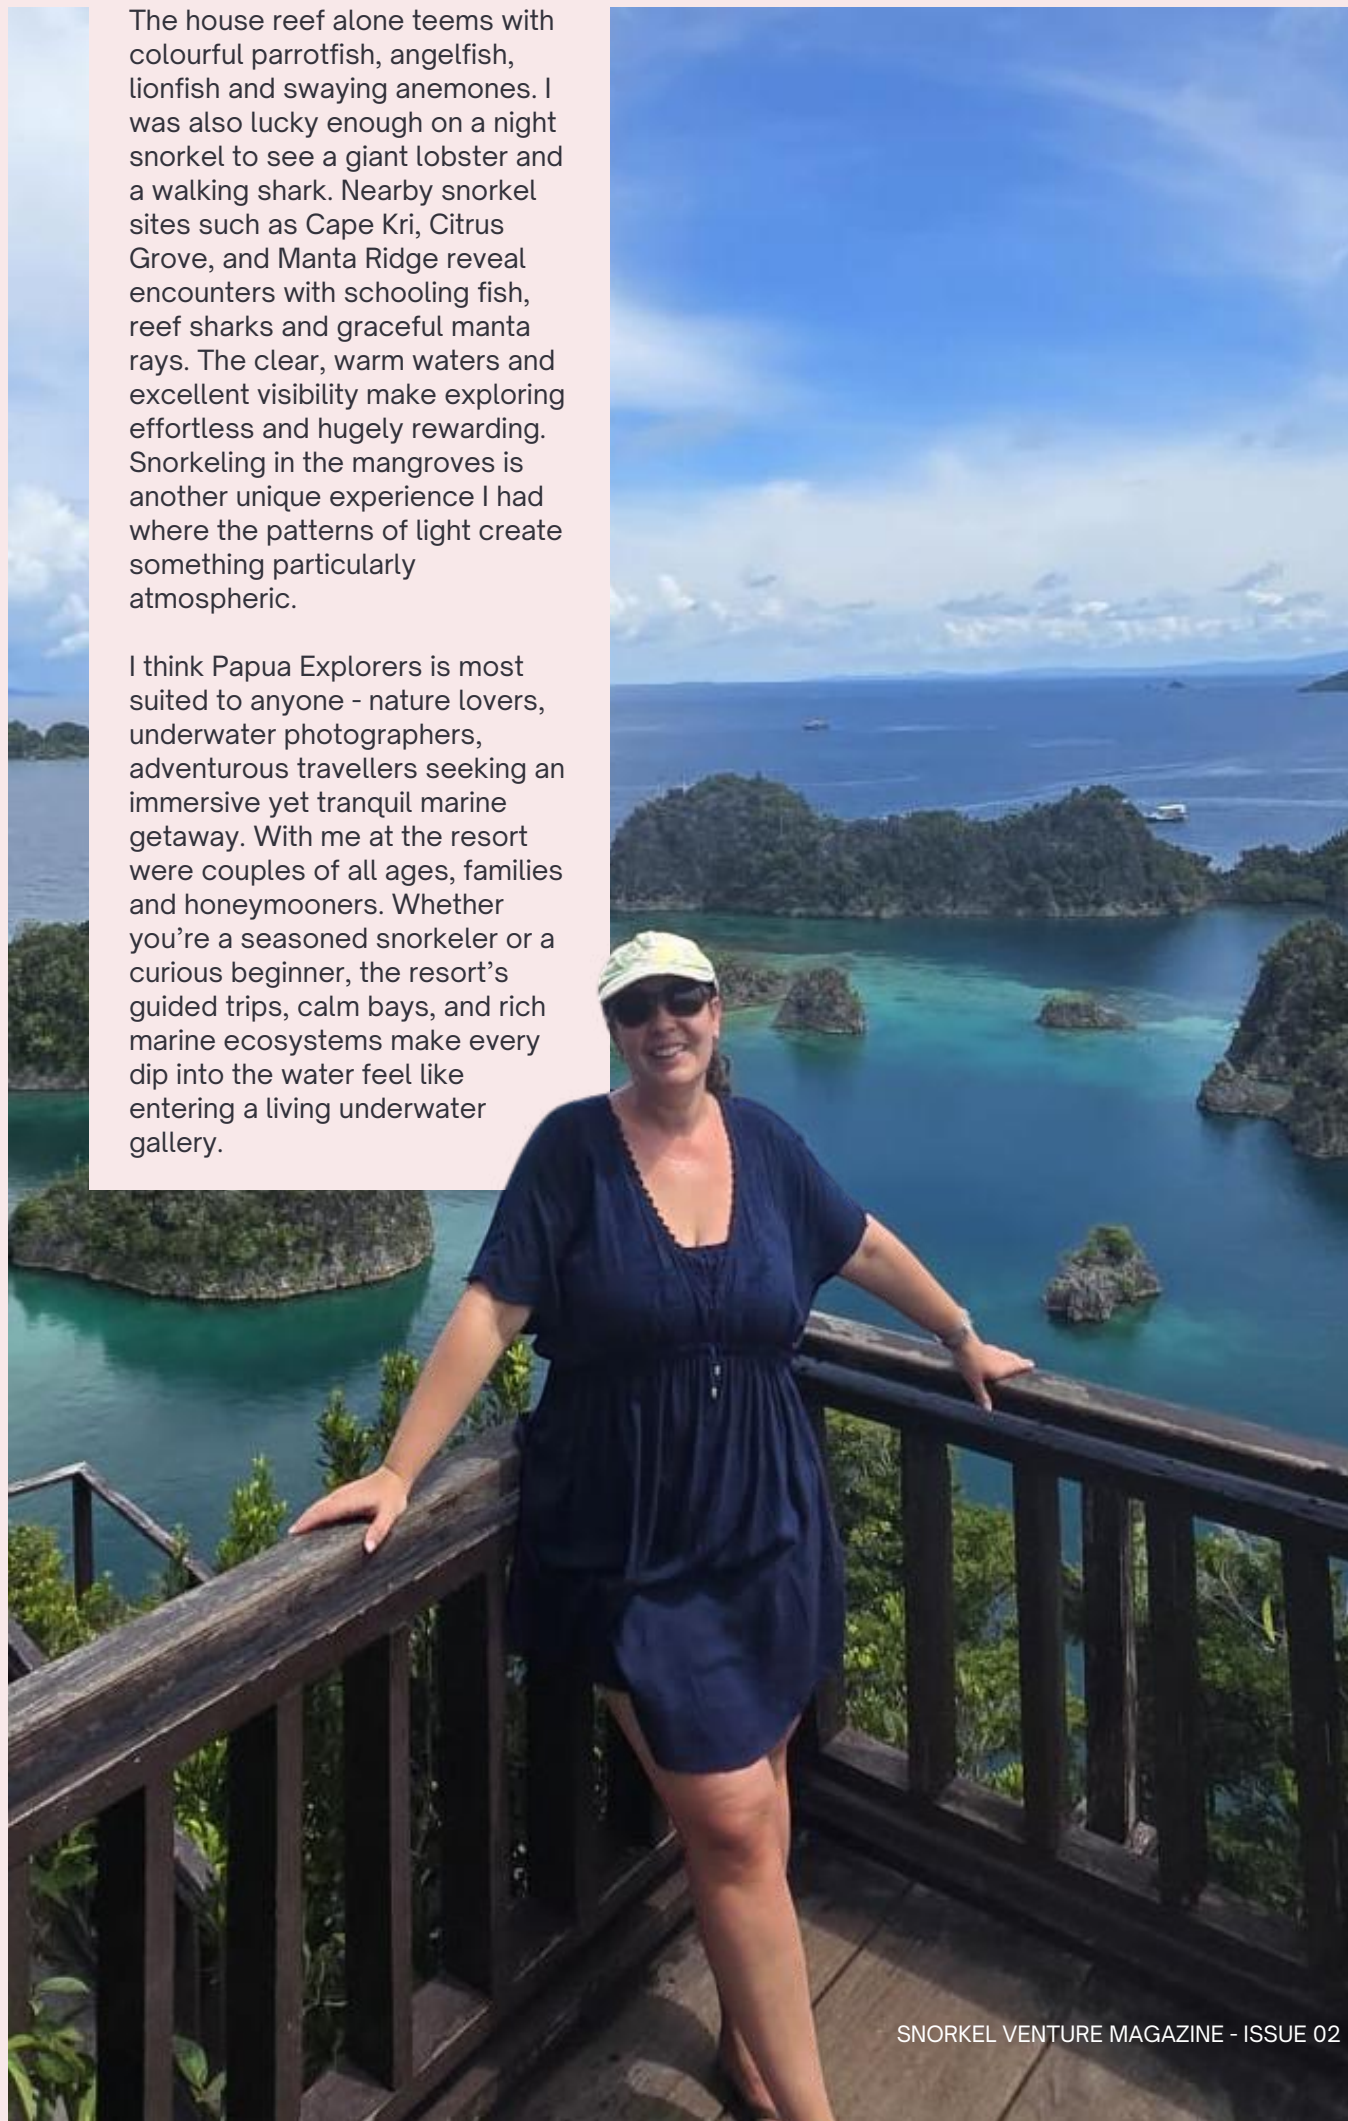 The house reef alone teems with
colourful parrotfish, angelfish,
lionfish and swaying anemones. I
was also lucky enough on a night
snorkel to see a giant lobster and
a walking shark. Nearby snorkel
sites such as Cape Kri, Citrus
Grove, and Manta Ridge reveal
encounters with schooling fish,
reef sharks and graceful manta
rays. The clear, warm waters and
excellent visibility make exploring
effortless and hugely rewarding.
Snorkeling in the mangroves is
another unique experience I had
where the patterns of light create
something particularly
atmospheric.
I think Papua Explorers is most
suited to anyone - nature lovers,
underwater photographers,
adventurous travellers seeking an
immersive yet tranquil marine
getaway. With me at the resort
were couples of all ages, families
and honeymooners. Whether
you’re a seasoned snorkeler or a
curious beginner, the resort’s
guided trips, calm bays, and rich
marine ecosystems make every
dip into the water feel like
entering a living underwater
gallery.
SNORKEL VENTURE MAGAZINE - ISSUE 02